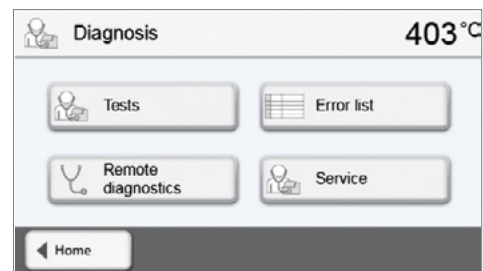 Diagnosis 403°C
Tests
Error list
Remote
diagnostics
Service
Home